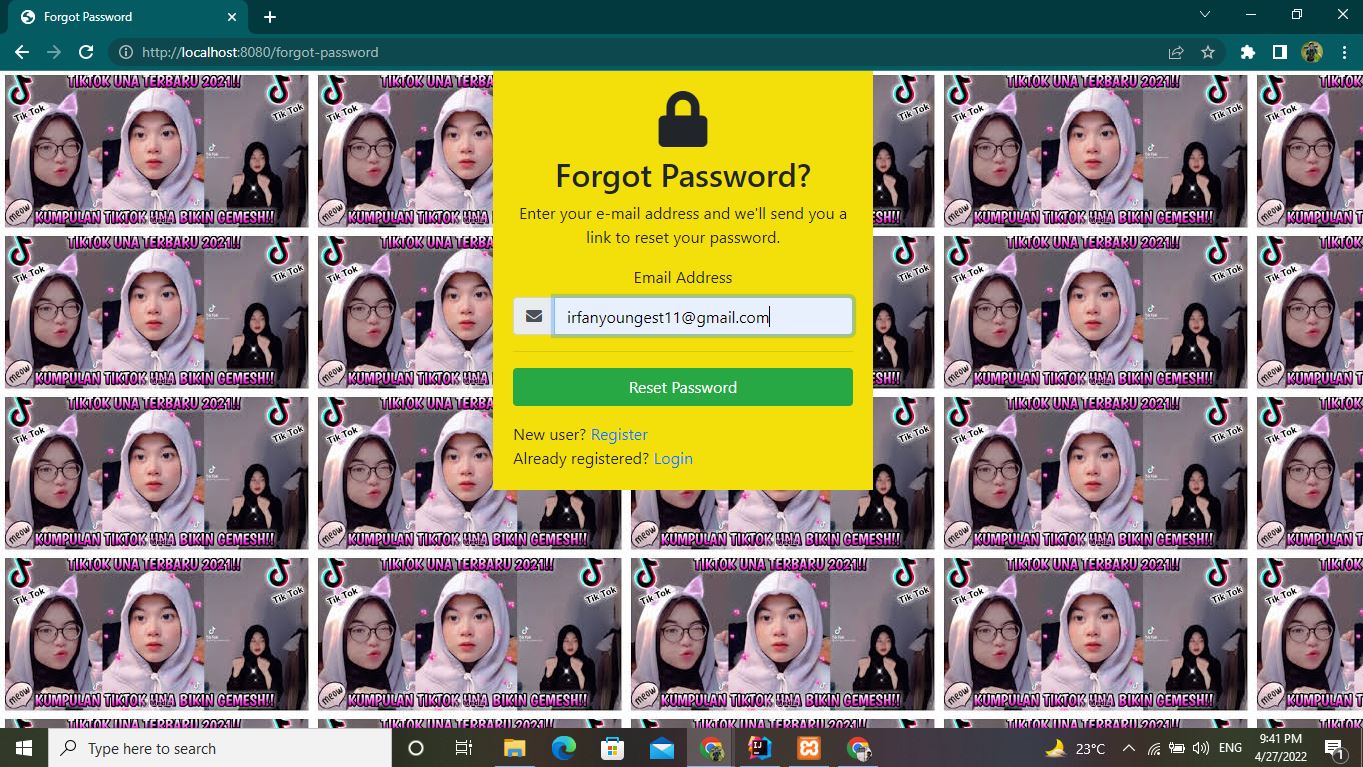 Forgot Password
http://localhost:8080/forgot-password
TIKTOK UNA TERBARU 2021!!
Tik Tok
Tik Tok
meow
KUMPULAN TIKTOK UNA BIKIN GEMESH!!
Forgot Password?
Enter your e-mail address and we'll send you a
link to reset your password.
Email Address
irfanyoungest11@gmail.com
Reset Password
New user? Register
Already registered? Login
Type here to search
23°C
ENG
9:41 PM
4/27/2022
1